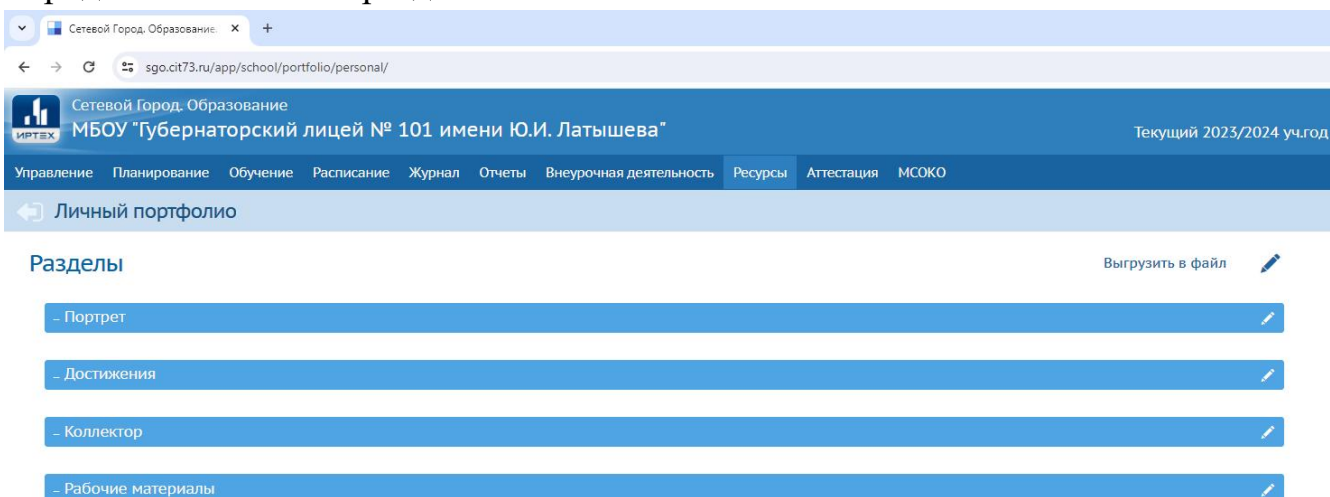 Сетевой Город. Образование.
sgo.cit73.ru/app/school/portfolio/personal/
Сетевой Город. Образование
ИРТЕХ МБОУ "Губернаторский лицей № 101 имени Ю.И. Латышева" Текущий 2023/2024 уч.год
Управление Планирование Обучение Расписание Журнал Отчеты Внеурочная деятельность Ресурсы Аттестация МСОКО
Личный портфолио
Разделы Выгрузить в файл
– Портрет
– Достижения
– Коллектор
– Рабочие материалы